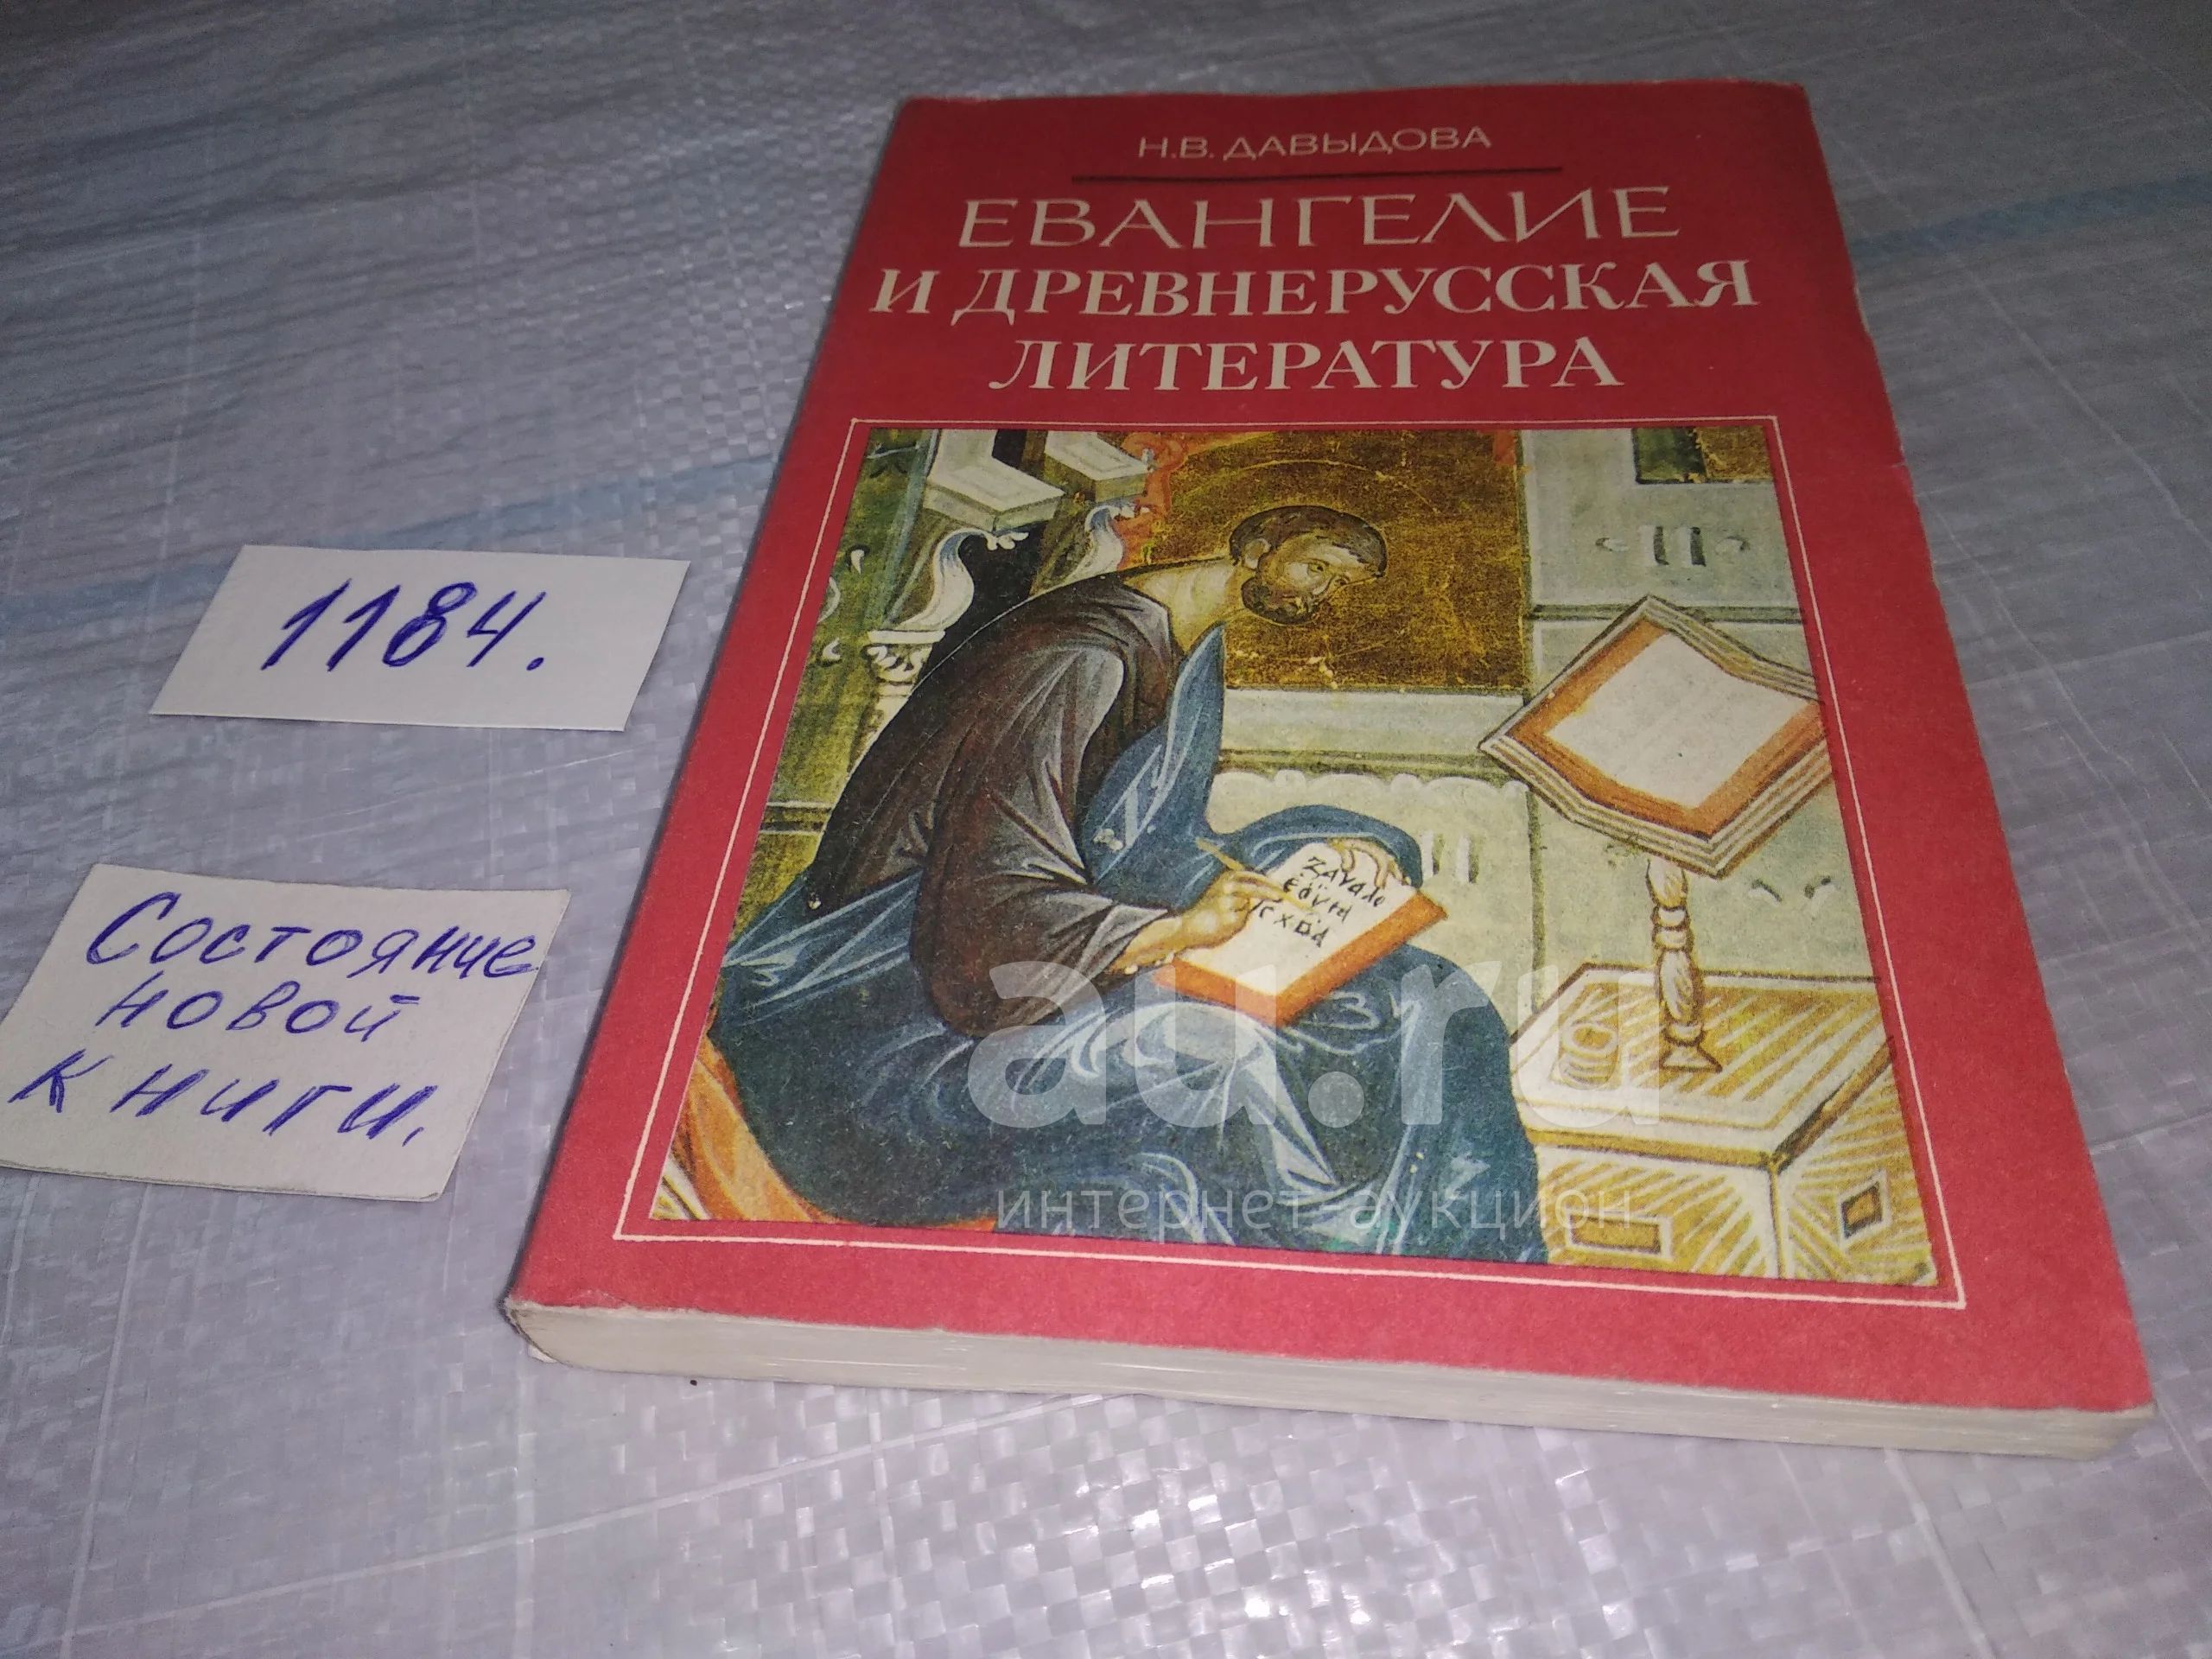 Н.В. ДАВЫДОВА
ЕВАНГЕЛИЕ
И ДРЕВНЕРУССКАЯ
ЛИТЕРАТУРА
1184.
Состояние
новой
книги.
au.ru
интернет-аукцион